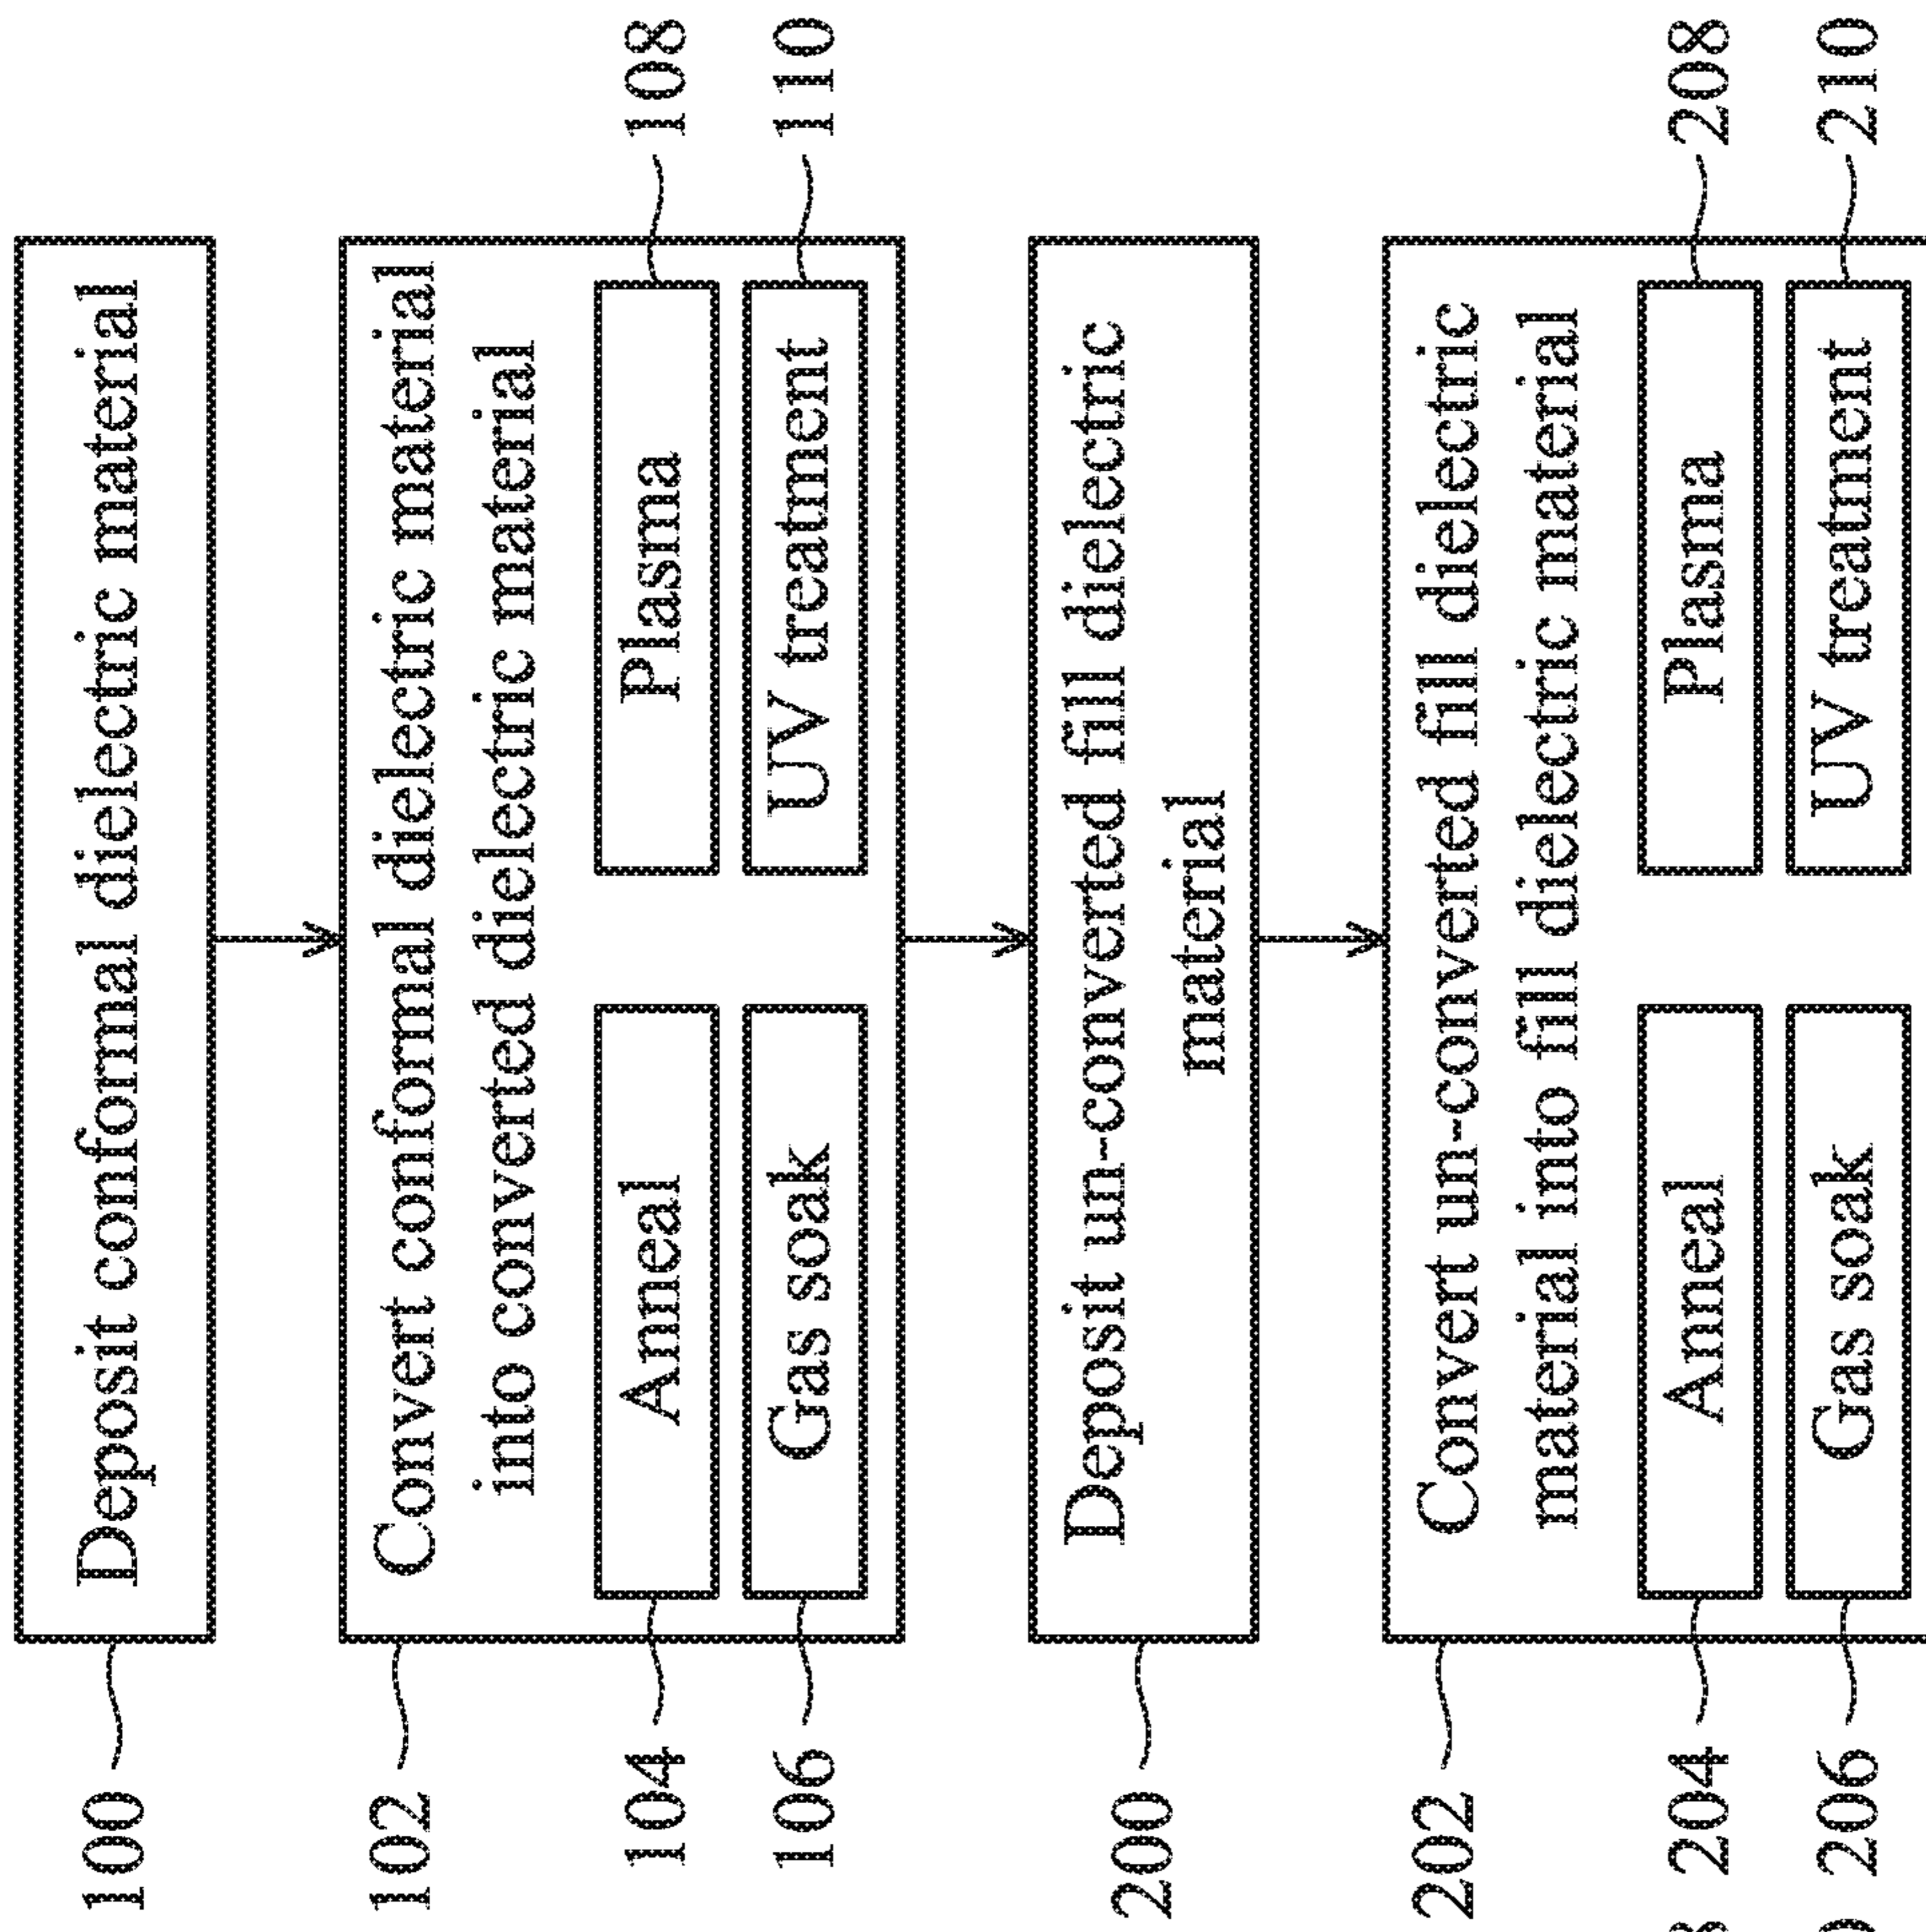 100
Deposit conformal dielectric material
102
Convert conformal dielectric material
into converted dielectric material
104
Anneal
Plasma
108
106
Gas soak
UV treatment
110
200
Deposit un-converted fill dielectric
material
202
Convert un-converted fill dielectric
material into fill dielectric material
204
Anneal
Plasma
208
206
Gas soak
UV treatment
210